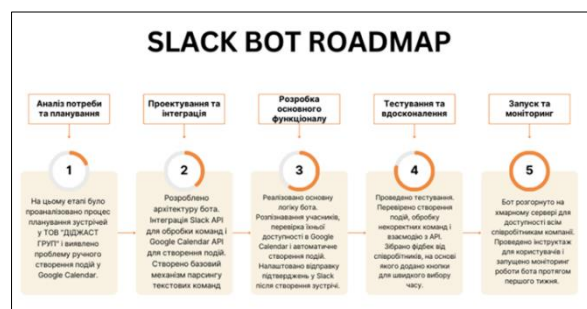 SLACK BOT ROADMAP
Аналіз потреби
та планування
Проектування та
інтеграція
Розробка
основного
функціоналу
Тестування та
вдосконалення
Запуск та
моніторинг
1
2
3
4
5
На цьому етапі було
проаналізовано процес
планування зустрічей
у ТОВ "ДІДЖАСТ
ГРУП" і виявлено
проблему ручного
створення подій у
Google Calendar.
Розроблено
архітектуру бота.
Інтеграція Slack API
для обробки команд і
Google Calendar API
для створення подій.
Створено базовий
механізм парсингу
текстових команд
Реалізовано основну
логіку бота.
Розпізнавання учасників,
перевірка їхньої
доступності в Google
Calendar і автоматичне
створення подій.
Налаштовано відправку
підтверджень у Slack
після створення зустрічі.
Проведено тестування.
Перевірено створення
подій, обробку
некоректних команд і
взаємодію з API.
Зібрано фідбек від
співробітників, на основі
якого додано кнопки
для швидкого вибору
часу.
Бот розгорнуто на
хмарному сервері для
доступності всім
співробітникам компанії.
Проведено інструктаж
для користувачів і
запущено моніторинг
роботи бота протягом
першого тижня.